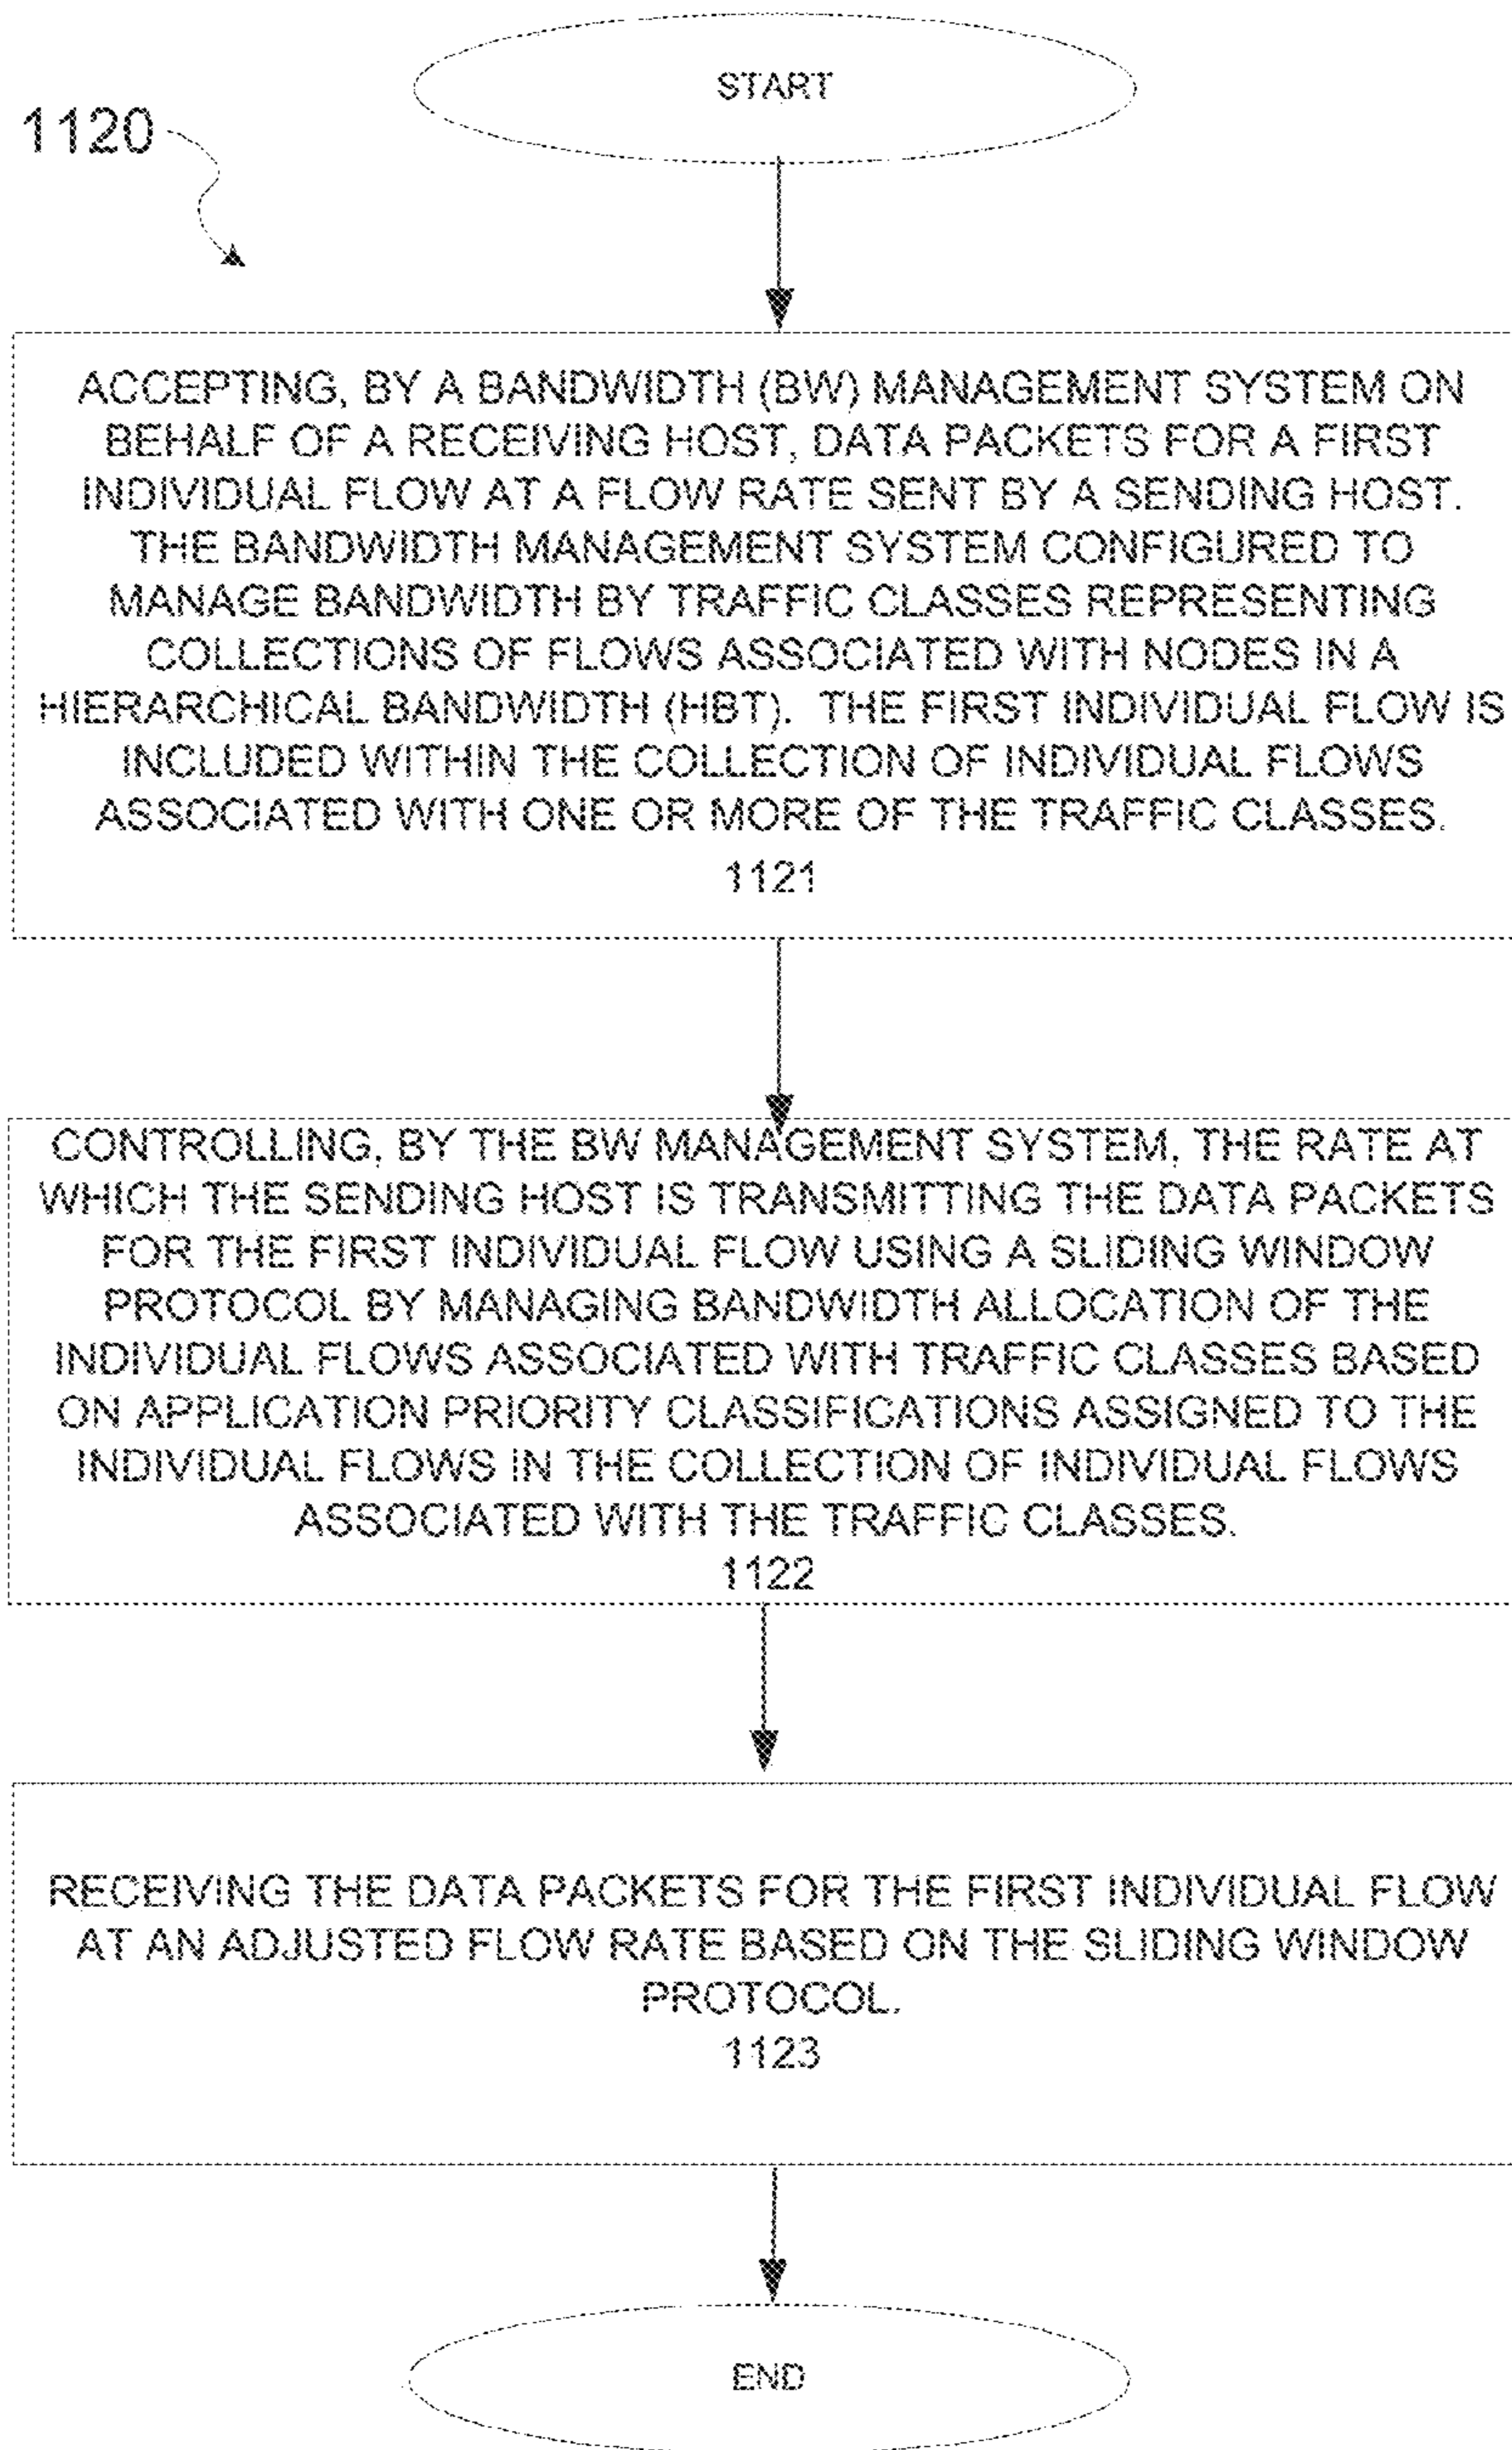 START
1120
ACCEPTING, BY A BANDWIDTH (BW) MANAGEMENT SYSTEM ON
BEHALF OF A RECEIVING HOST, DATA PACKETS FOR A FIRST
INDIVIDUAL FLOW AT A FLOW RATE SENT BY A SENDING HOST.
THE BANDWIDTH MANAGEMENT SYSTEM CONFIGURED TO
MANAGE BANDWIDTH BY TRAFFIC CLASSES REPRESENTING
COLLECTIONS OF FLOWS ASSOCIATED WITH NODES IN A
HIERARCHICAL BANDWIDTH (HBT). THE FIRST INDIVIDUAL FLOW IS
INCLUDED WITHIN THE COLLECTION OF INDIVIDUAL FLOWS
ASSOCIATED WITH ONE OR MORE OF THE TRAFFIC CLASSES.
1121
CONTROLLING, BY THE BW MANAGEMENT SYSTEM, THE RATE AT
WHICH THE SENDING HOST IS TRANSMITTING THE DATA PACKETS
FOR THE FIRST INDIVIDUAL FLOW USING A SLIDING WINDOW
PROTOCOL BY MANAGING BANDWIDTH ALLOCATION OF THE
INDIVIDUAL FLOWS ASSOCIATED WITH TRAFFIC CLASSES BASED
ON APPLICATION PRIORITY CLASSIFICATIONS ASSIGNED TO THE
INDIVIDUAL FLOWS IN THE COLLECTION OF INDIVIDUAL FLOWS
ASSOCIATED WITH THE TRAFFIC CLASSES.
1122
RECEIVING THE DATA PACKETS FOR THE FIRST INDIVIDUAL FLOW
AT AN ADJUSTED FLOW RATE BASED ON THE SLIDING WINDOW
PROTOCOL.
1123
END